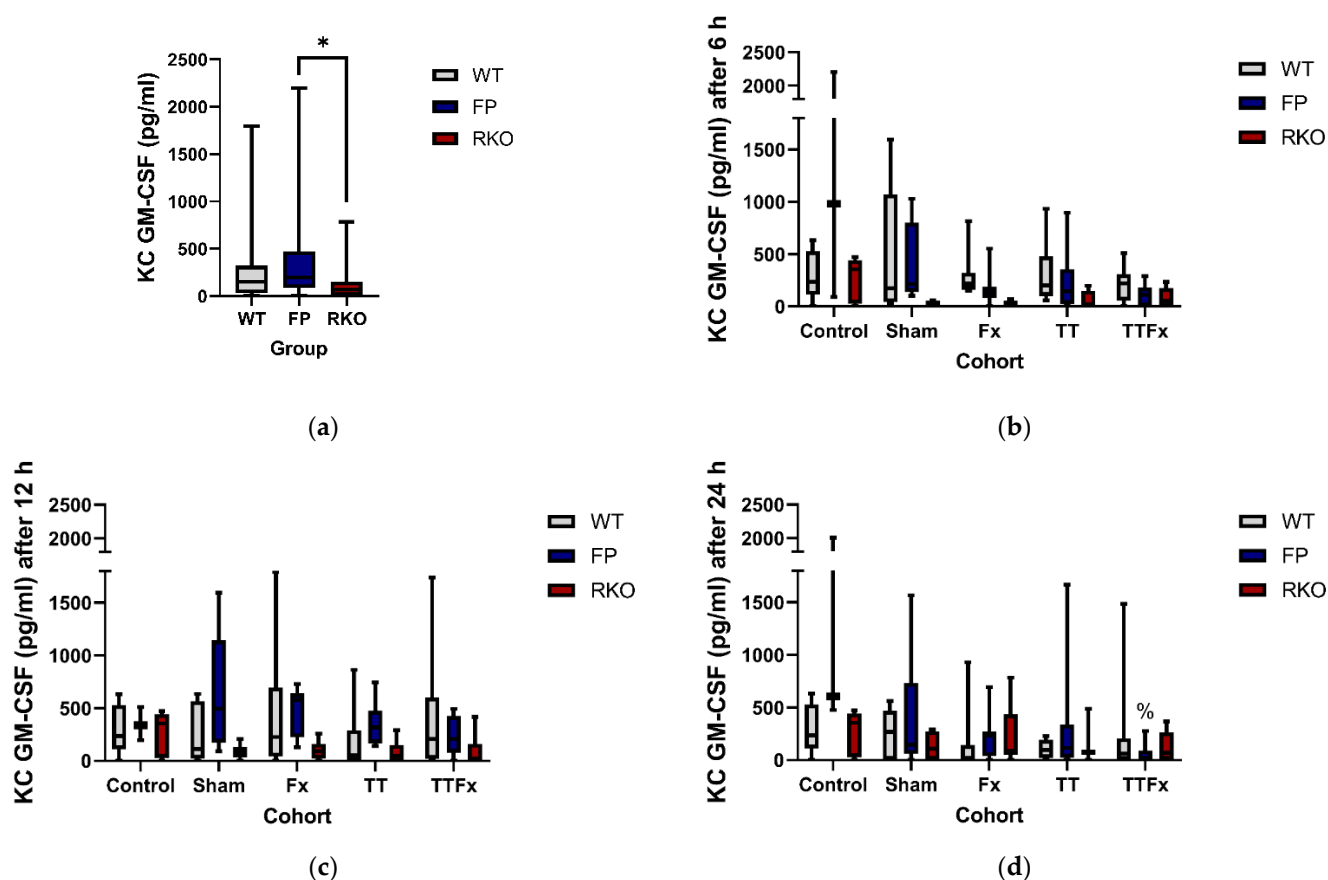 *
KC GM-CSF (pg/ml)
2500
2000
1500
1000
500
0
WT FP RKO
Group
WT
FP
RKO
(a)
KC GM-CSF (pg/ml) after 6 h
2500
2000
1500
1000
500
0
Control Sham Fx TT TTFx
Cohort
WT
FP
RKO
(b)
KC GM-CSF (pg/ml) after 12 h
2500
2000
1500
1000
500
0
Control Sham Fx TT TTFx
Cohort
WT
FP
RKO
(c)
KC GM-CSF (pg/ml) after 24 h
2500
2000
1500
1000
500
0
%
Control Sham Fx TT TTFx
Cohort
WT
FP
RKO
(d)